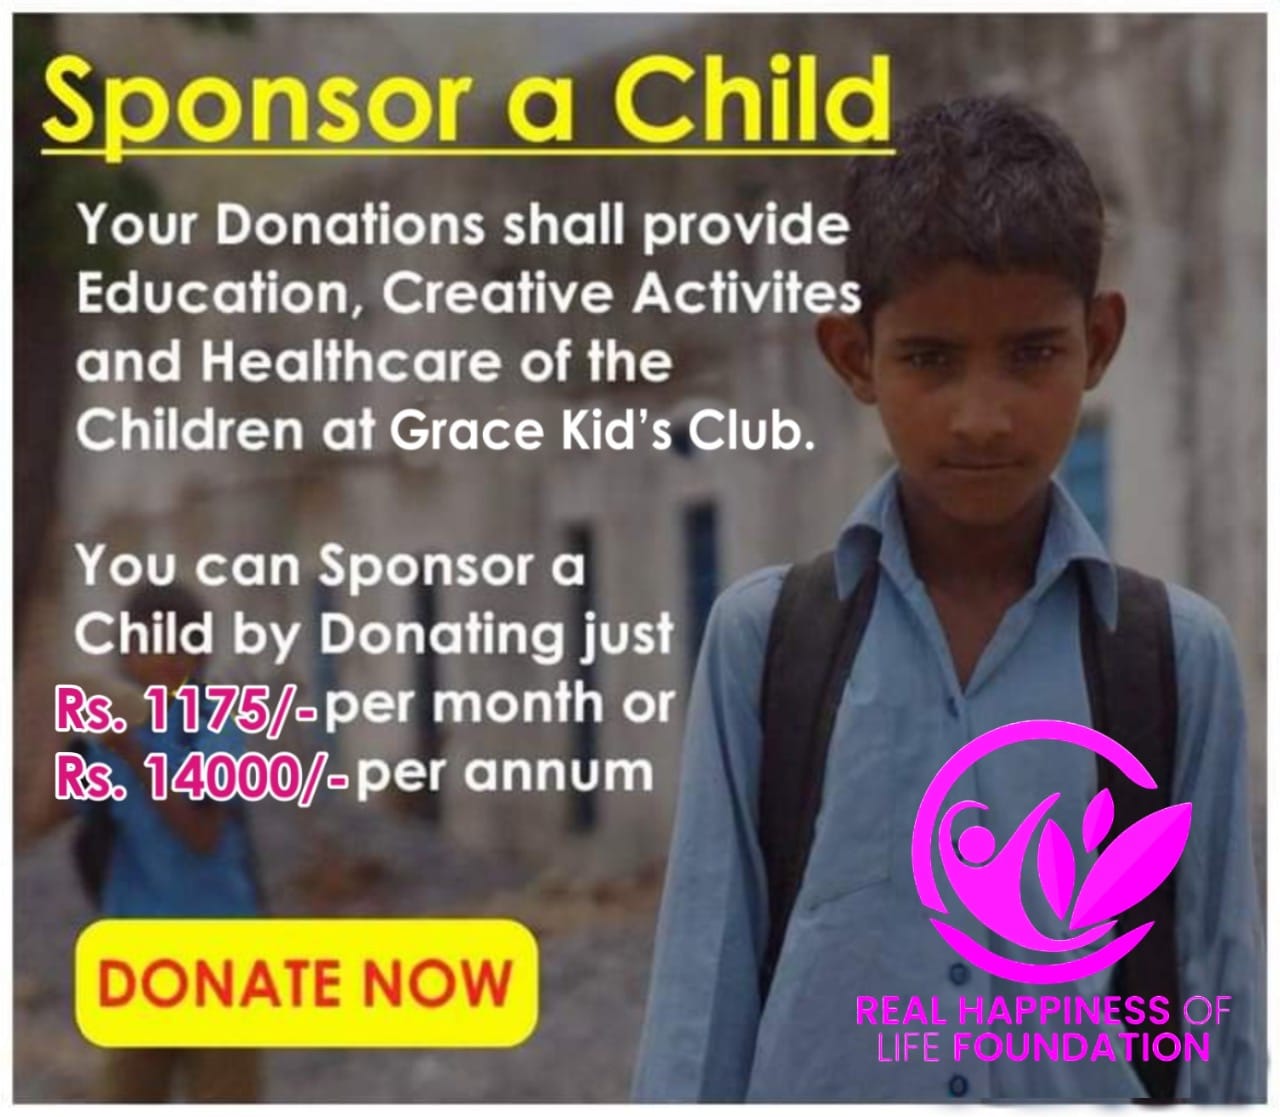 Sponsor a Child
Your Donations shall provide
Education, Creative Activites
and Healthcare of the
Children at Grace Kid's Club.
You can Sponsor a
Child by Donating just
Rs. 1175/- per month or
Rs. 14000/- per annum
DONATE NOW
REAL HAPPINESS OF
LIFE FOUNDATION